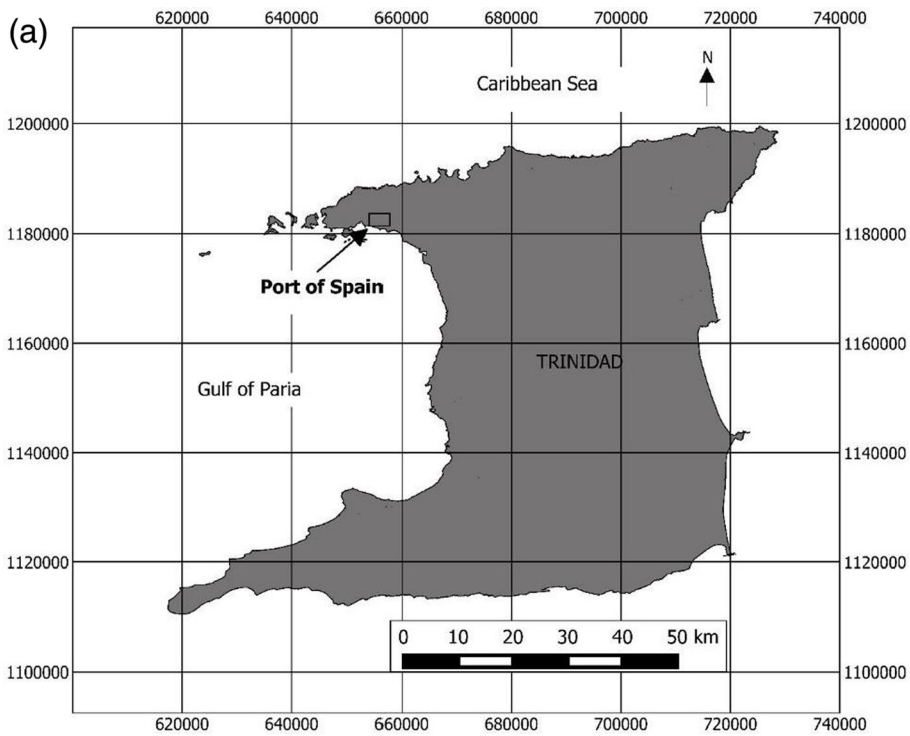 (a)
620000 640000 660000 680000 700000 720000 740000
N
Caribbean Sea
1200000 1200000
1180000 1180000
Port of Spain
1160000 1160000
TRINIDAD
Gulf of Paria
1140000 1140000
1120000 1120000
0 10 20 30 40 50 km
1100000 1100000
620000 640000 660000 680000 700000 720000 740000